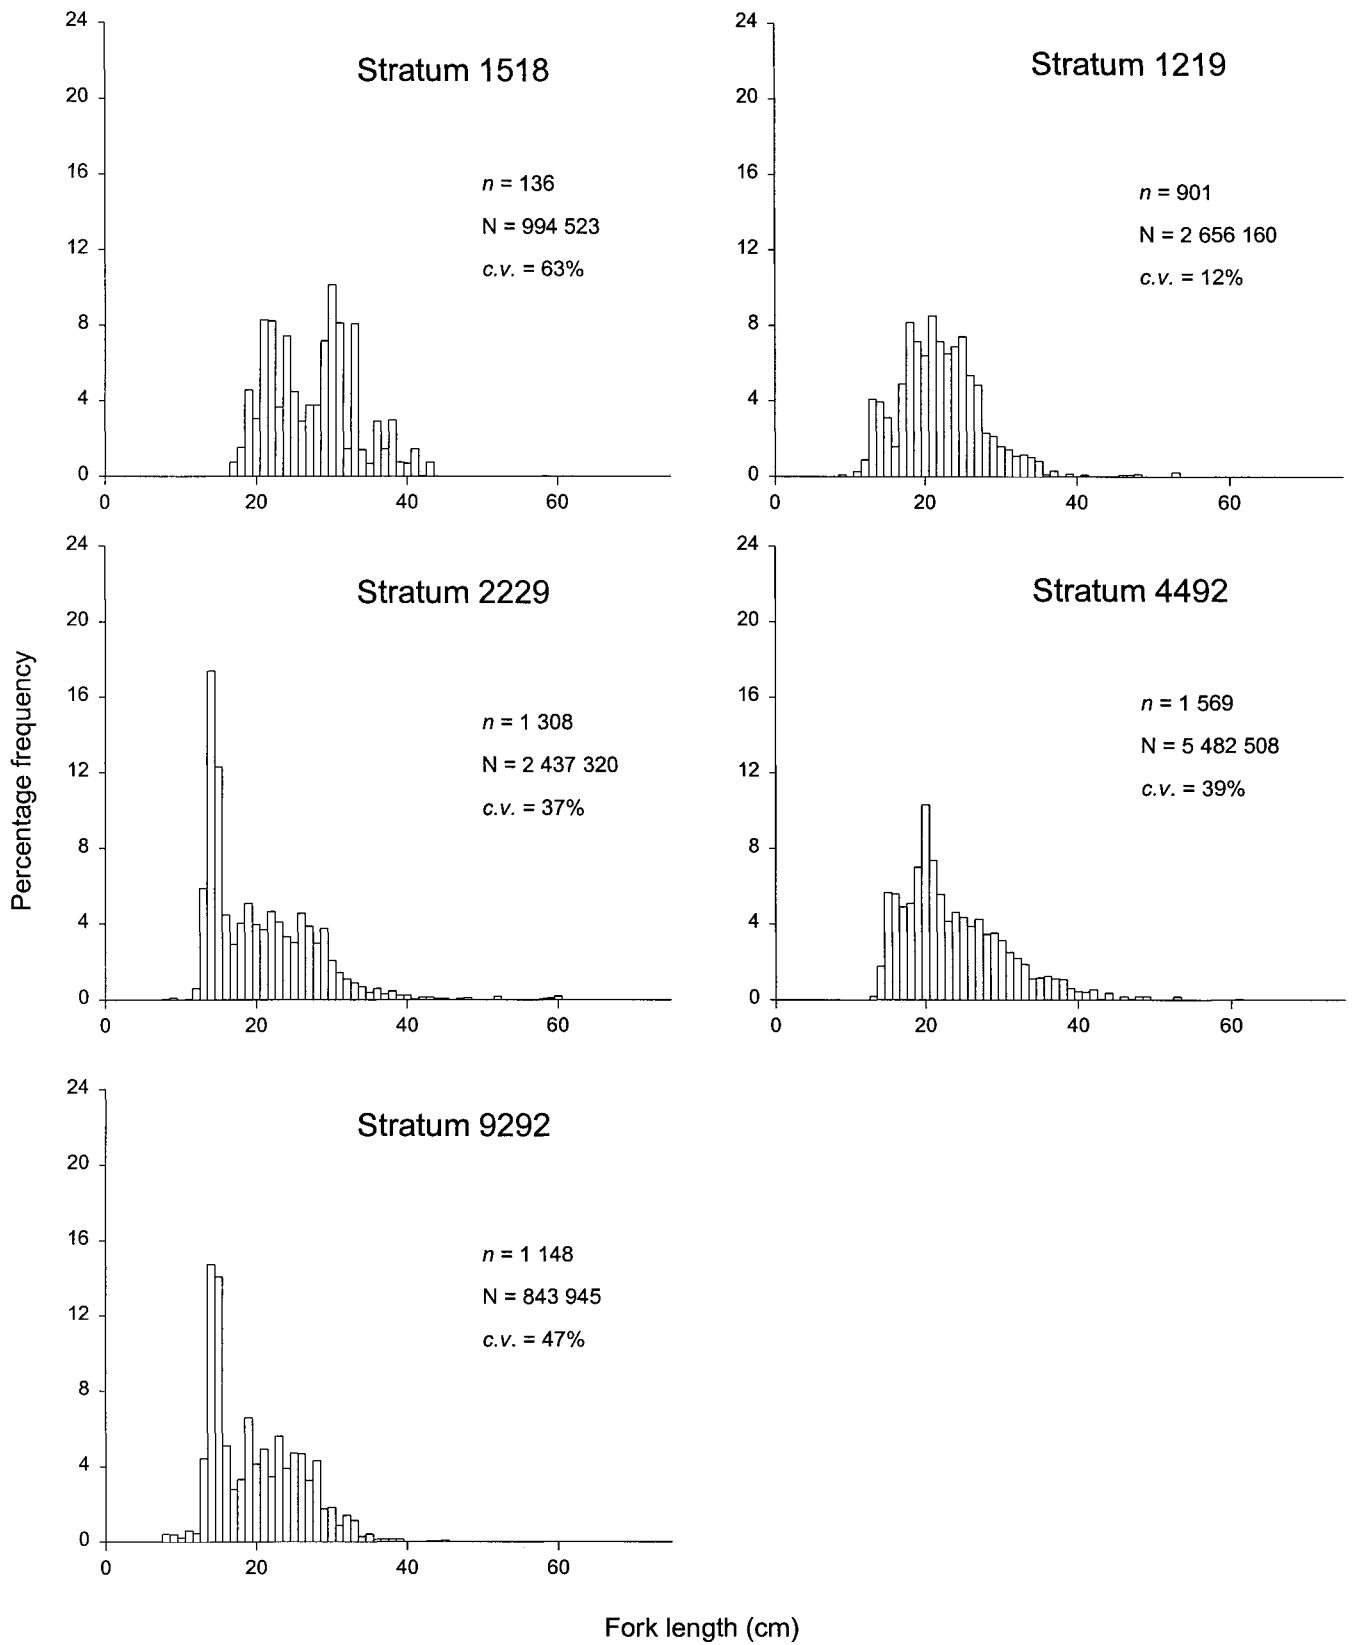 Stratum 1518
n = 136
N = 994 523
c.v. = 63%
24
20
16
12
8
4
0
0 20 40 60
Stratum 1219
n = 901
N = 2 656 160
c.v. = 12%
24
20
16
12
8
4
0
0 20 40 60
Percentage frequency
Stratum 2229
n = 1 308
N = 2 437 320
c.v. = 37%
24
20
16
12
8
4
0
0 20 40 60
Stratum 4492
n = 1 569
N = 5 482 508
c.v. = 39%
24
20
16
12
8
4
0
0 20 40 60
Stratum 9292
n = 1 148
N = 843 945
c.v. = 47%
24
20
16
12
8
4
0
0 20 40 60
Fork length (cm)